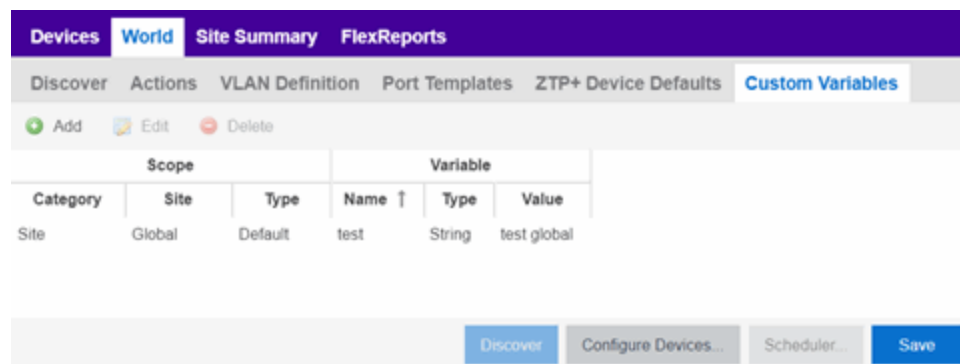 Devices World Site Summary FlexReports
Discover Actions VLAN Definition Port Templates ZTP+ Device Defaults Custom Variables
Add Edit Delete
Scope Variable
Category Site Type Name ↑ Type Value
Site Global Default test String test global
Discover Configure Devices... Scheduler... Save